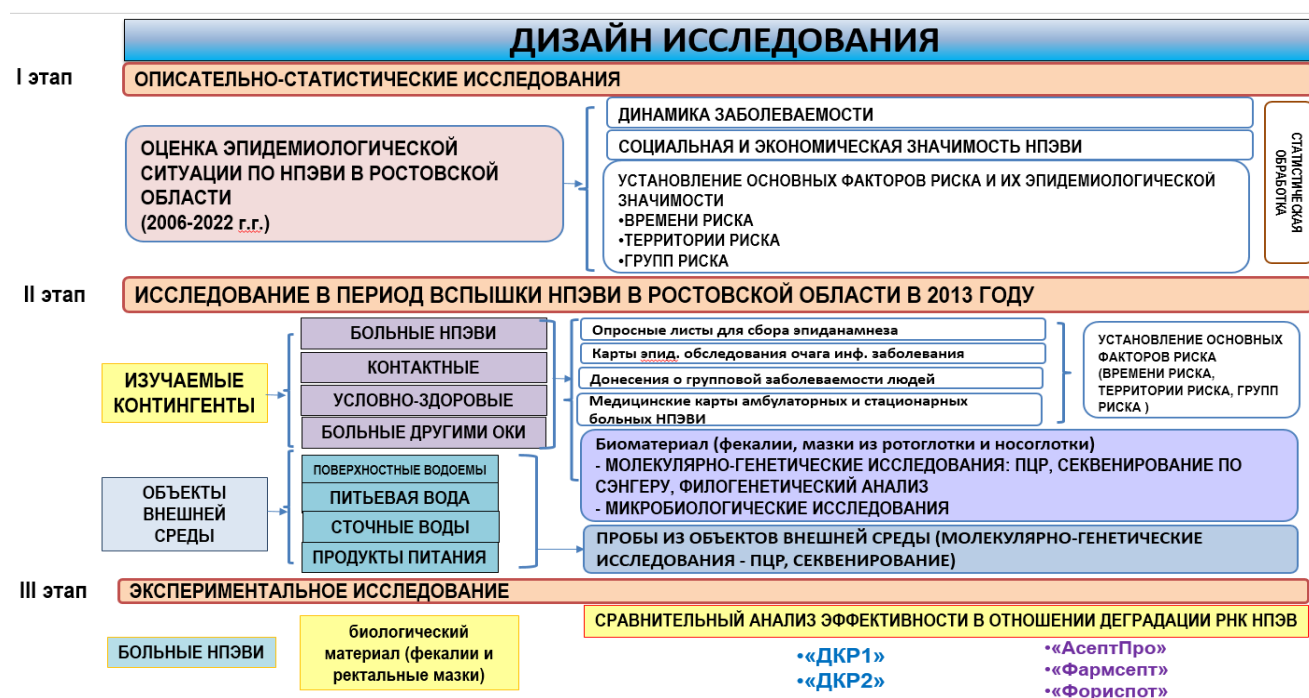 ДИЗАЙН ИССЛЕДОВАНИЯ
I этап
ОПИСАТЕЛЬНО-СТАТИСТИЧЕСКИЕ ИССЛЕДОВАНИЯ
ОЦЕНКА ЭПИДЕМИОЛОГИЧЕСКОЙ
СИТУАЦИИ ПО НПЭВИ В РОСТОВСКОЙ
ОБЛАСТИ
(2006-2022 г.г.)
ДИНАМИКА ЗАБОЛЕВАЕМОСТИ
СОЦИАЛЬНАЯ И ЭКОНОМИЧЕСКАЯ ЗНАЧИМОСТЬ НПЭВИ
УСТАНОВЛЕНИЕ ОСНОВНЫХ ФАКТОРОВ РИСКА И ИХ ЭПИДЕМИОЛОГИЧЕСКОЙ
ЗНАЧИМОСТИ
•ВРЕМЕНИ РИСКА
•ТЕРРИТОРИИ РИСКА
•ГРУПП РИСКА
СТАТИСТИЧЕСКАЯ
ОБРАБОТКА
II этап
ИССЛЕДОВАНИЕ В ПЕРИОД ВСПЫШКИ НПЭВИ В РОСТОВСКОЙ ОБЛАСТИ В 2013 ГОДУ
ИЗУЧАЕМЫЕ
КОНТИНГЕНТЫ
БОЛЬНЫЕ НПЭВИ
КОНТАКТНЫЕ
УСЛОВНО-ЗДОРОВЫЕ
БОЛЬНЫЕ ДРУГИМИ ОКИ
Опросные листы для сбора эпиданамнеза
Карты эпид. обследования очага инф. заболевания
Донесения о групповой заболеваемости людей
Медицинские карты амбулаторных и стационарных
больных НПЭВИ
УСТАНОВЛЕНИЕ ОСНОВНЫХ
ФАКТОРОВ РИСКА
(ВРЕМЕНИ РИСКА,
ТЕРРИТОРИИ РИСКА, ГРУПП
РИСКА )
Биоматериал (фекалии, мазки из ротоглотки и носоглотки)
- МОЛЕКУЛЯРНО-ГЕНЕТИЧЕСКИЕ ИССЛЕДОВАНИЯ: ПЦР, СЕКВЕНИРОВАНИЕ ПО
СЭНГЕРУ, ФИЛОГЕНЕТИЧЕСКИЙ АНАЛИЗ
- МИКРОБИОЛОГИЧЕСКИЕ ИССЛЕДОВАНИЯ
ОБЪЕКТЫ
ВНЕШНЕЙ
СРЕДЫ
ПОВЕРХНОСТНЫЕ ВОДОЕМЫ
ПИТЬЕВАЯ ВОДА
СТОЧНЫЕ ВОДЫ
ПРОДУКТЫ ПИТАНИЯ
ПРОБЫ ИЗ ОБЪЕКТОВ ВНЕШНЕЙ СРЕДЫ (МОЛЕКУЛЯРНО-ГЕНЕТИЧЕСКИЕ
ИССЛЕДОВАНИЯ - ПЦР, СЕКВЕНИРОВАНИЕ)
III этап
ЭКСПЕРИМЕНТАЛЬНОЕ ИССЛЕДОВАНИЕ
БОЛЬНЫЕ НПЭВИ
биологический
материал (фекалии и
ректальные мазки)
СРАВНИТЕЛЬНЫЙ АНАЛИЗ ЭФФЕКТИВНОСТИ В ОТНОШЕНИИ ДЕГРАДАЦИИ РНК НПЭВ
•«ДКР1»
•«ДКР2»
•«АсептПро»
•«Фармсепт»
•«Фориспот»